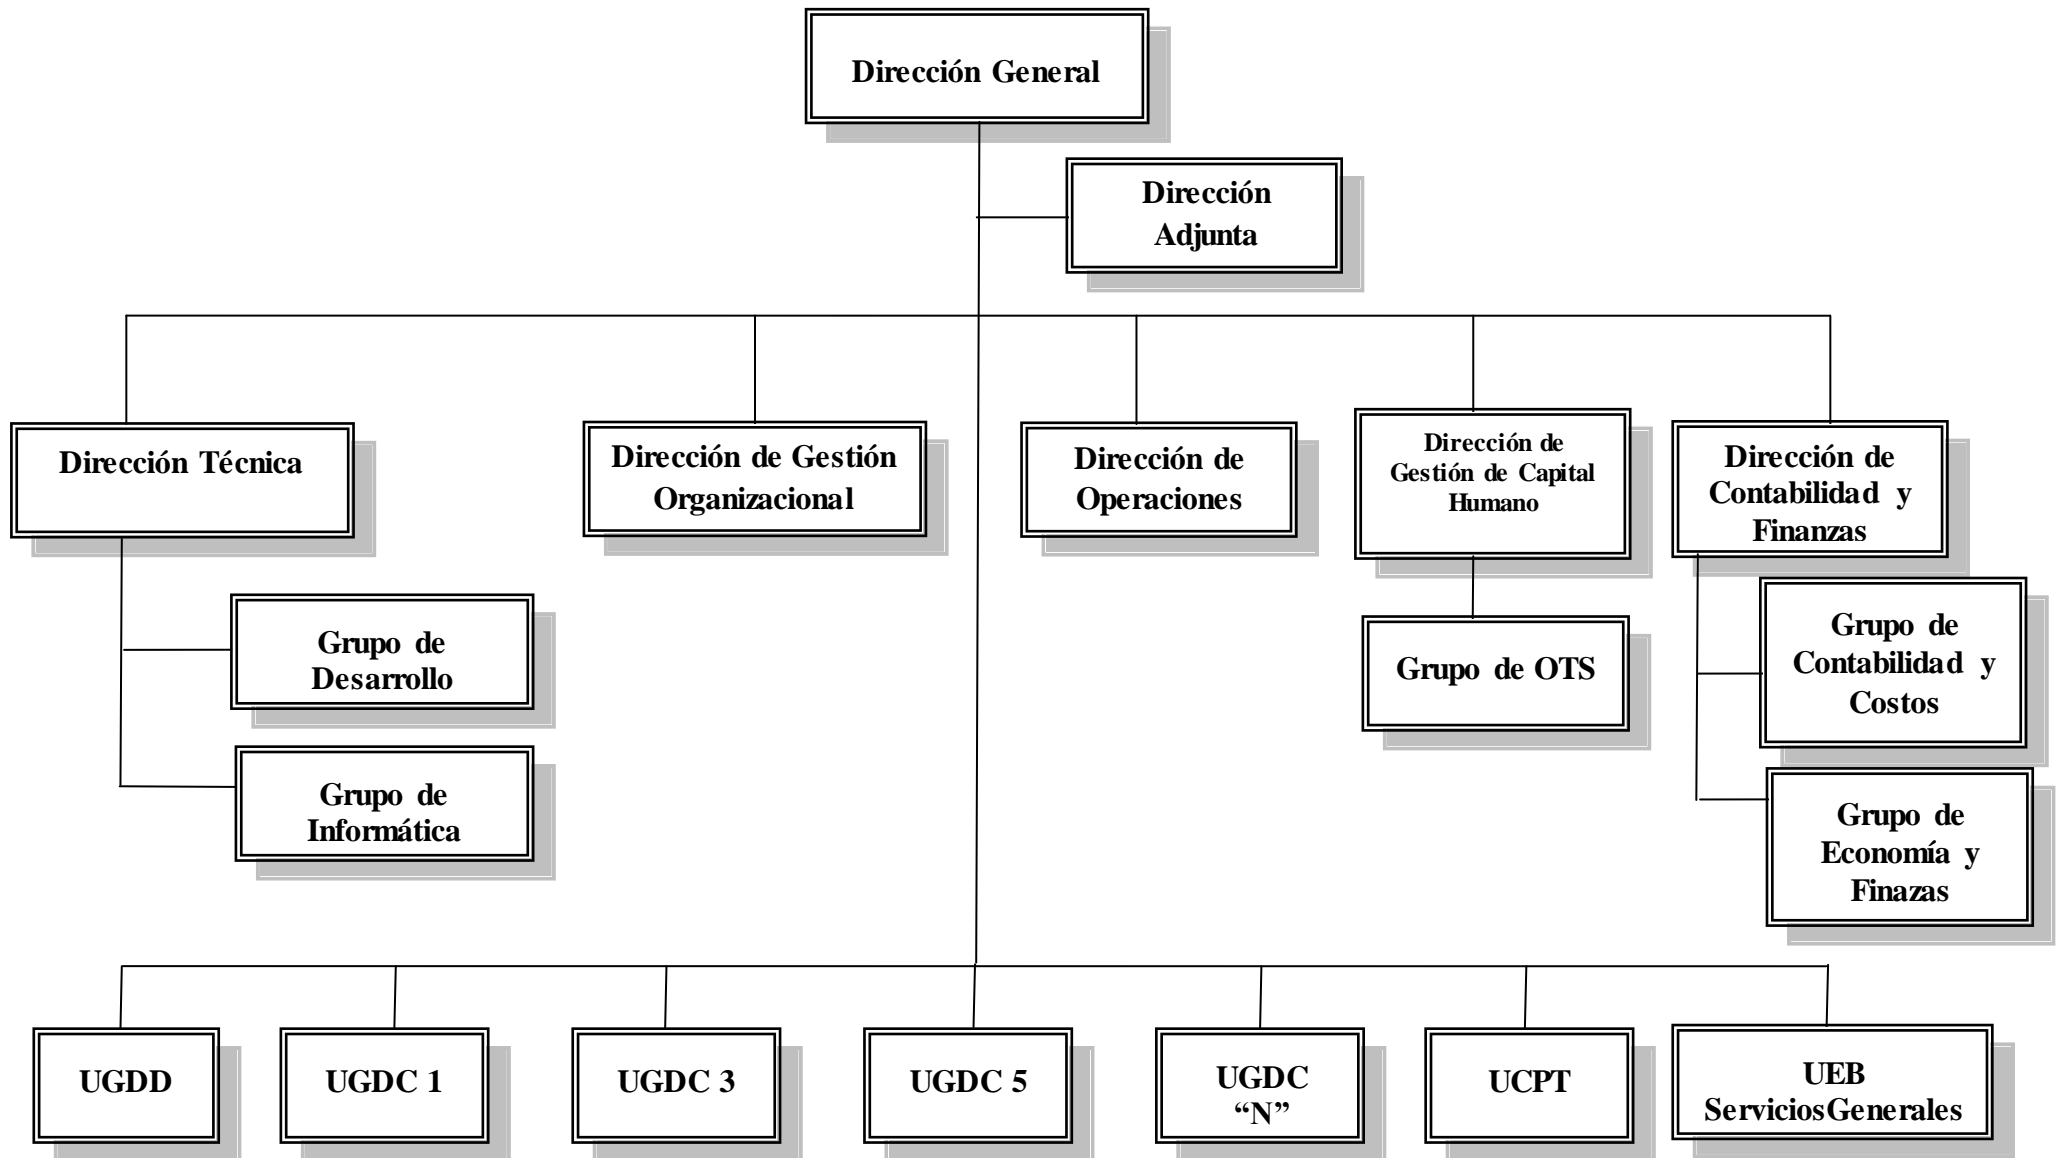 Dirección General
Dirección
Adjunta
Dirección Técnica
Dirección de Gestión
Organizacional
Dirección de
Operaciones
Dirección de
Gestión de Capital
Humano
Dirección de
Contabilidad y
Finanzas
Grupo de
Desarrollo
Grupo de
Informática
Grupo de OTS
Grupo de
Contabilidad y
Costos
Grupo de
Economía y
Finazas
UGDD
UGDC 1
UGDC 3
UGDC 5
UGDC
“N”
UCPT
UEB
ServiciosGenerales